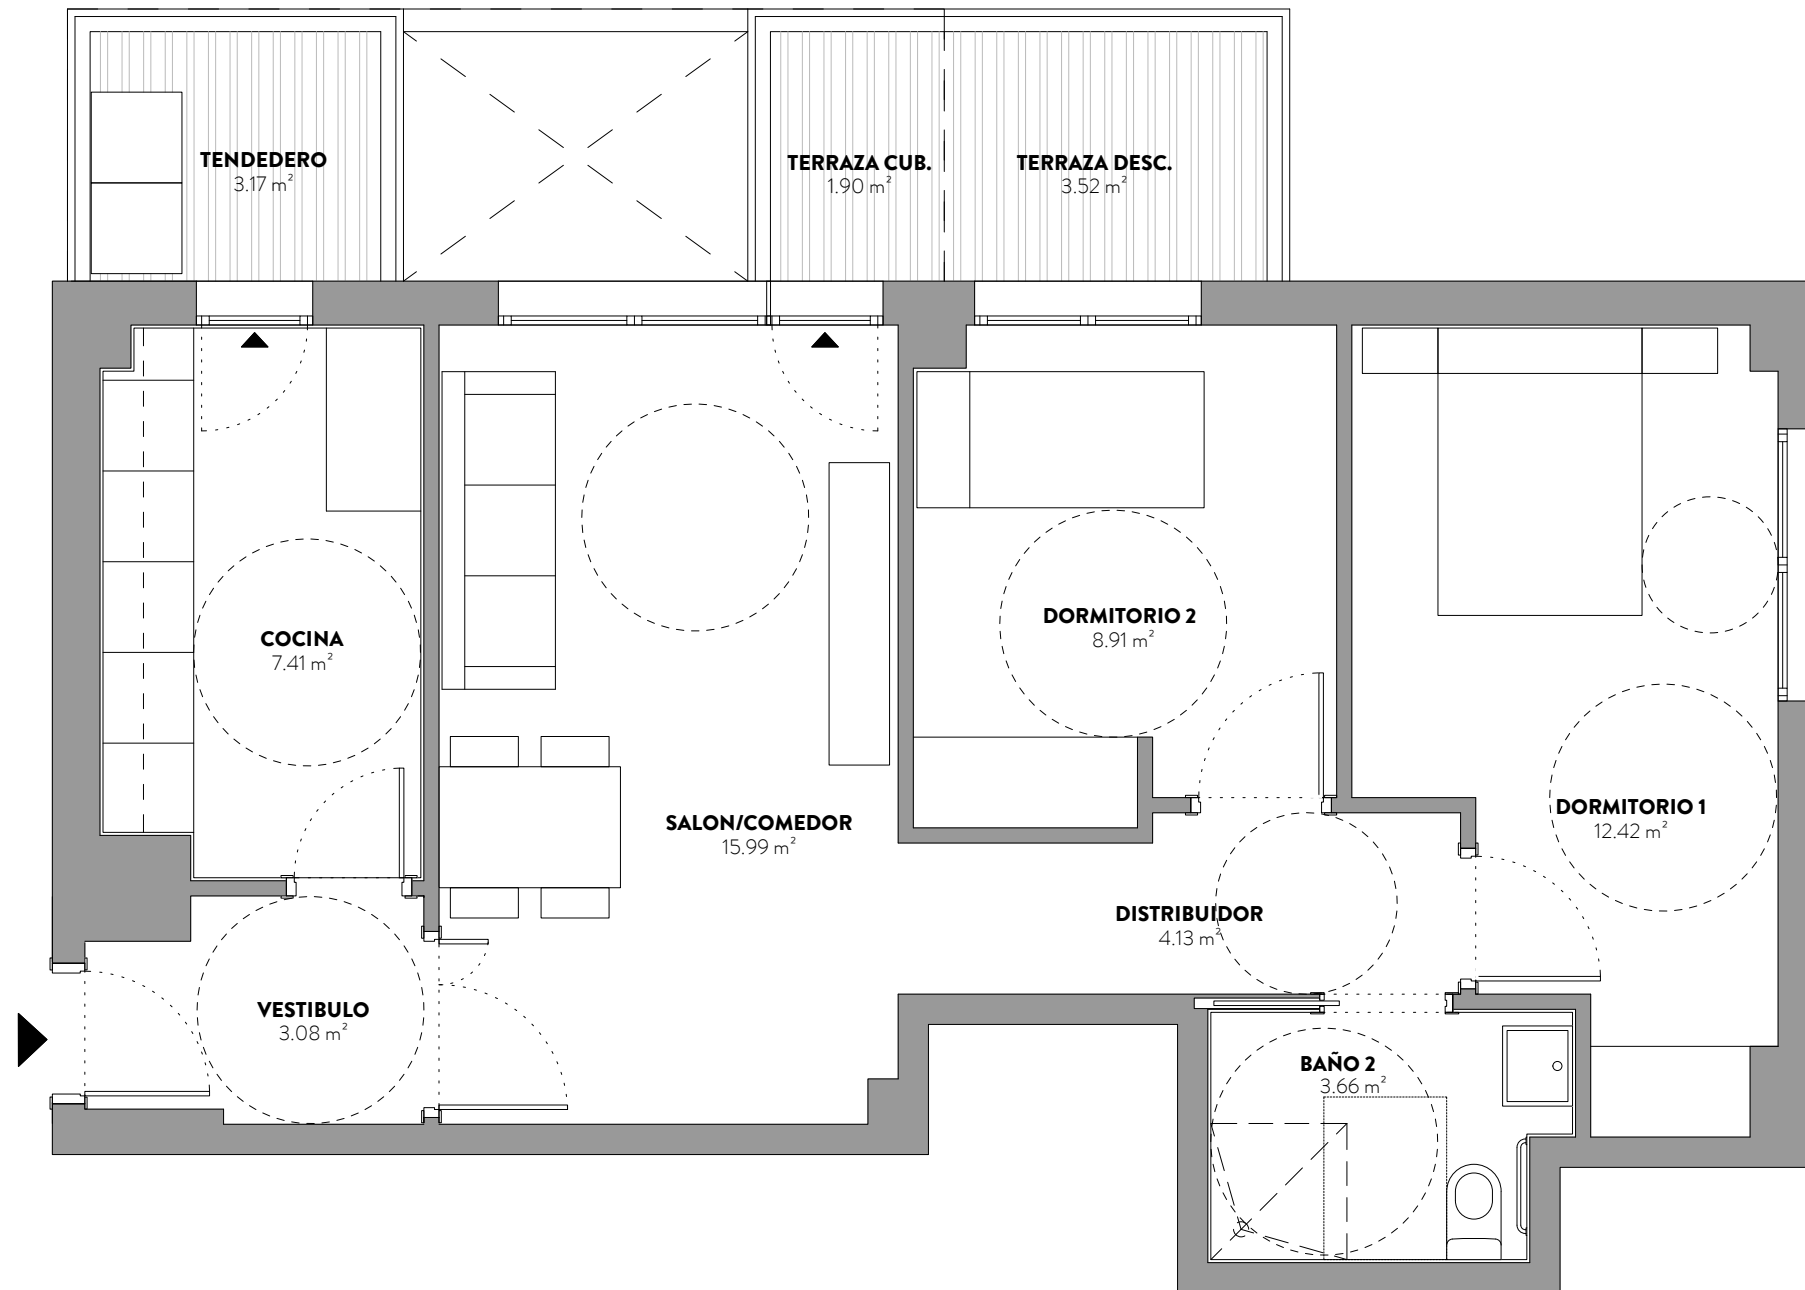 TENDEDERO
3.17 m²
TERRAZA CUB.
1.90 m²
TERRAZA DESC.
3.52 m²
COCINA
7.41 m²
DORMITORIO 2
8.91 m²
SALON/COMEDOR
15.99 m²
DORMITORIO 1
12.42 m²
DISTRIBUIDOR
4.13 m²
VESTIBULO
3.08 m²
BAÑO 2
3.66 m²